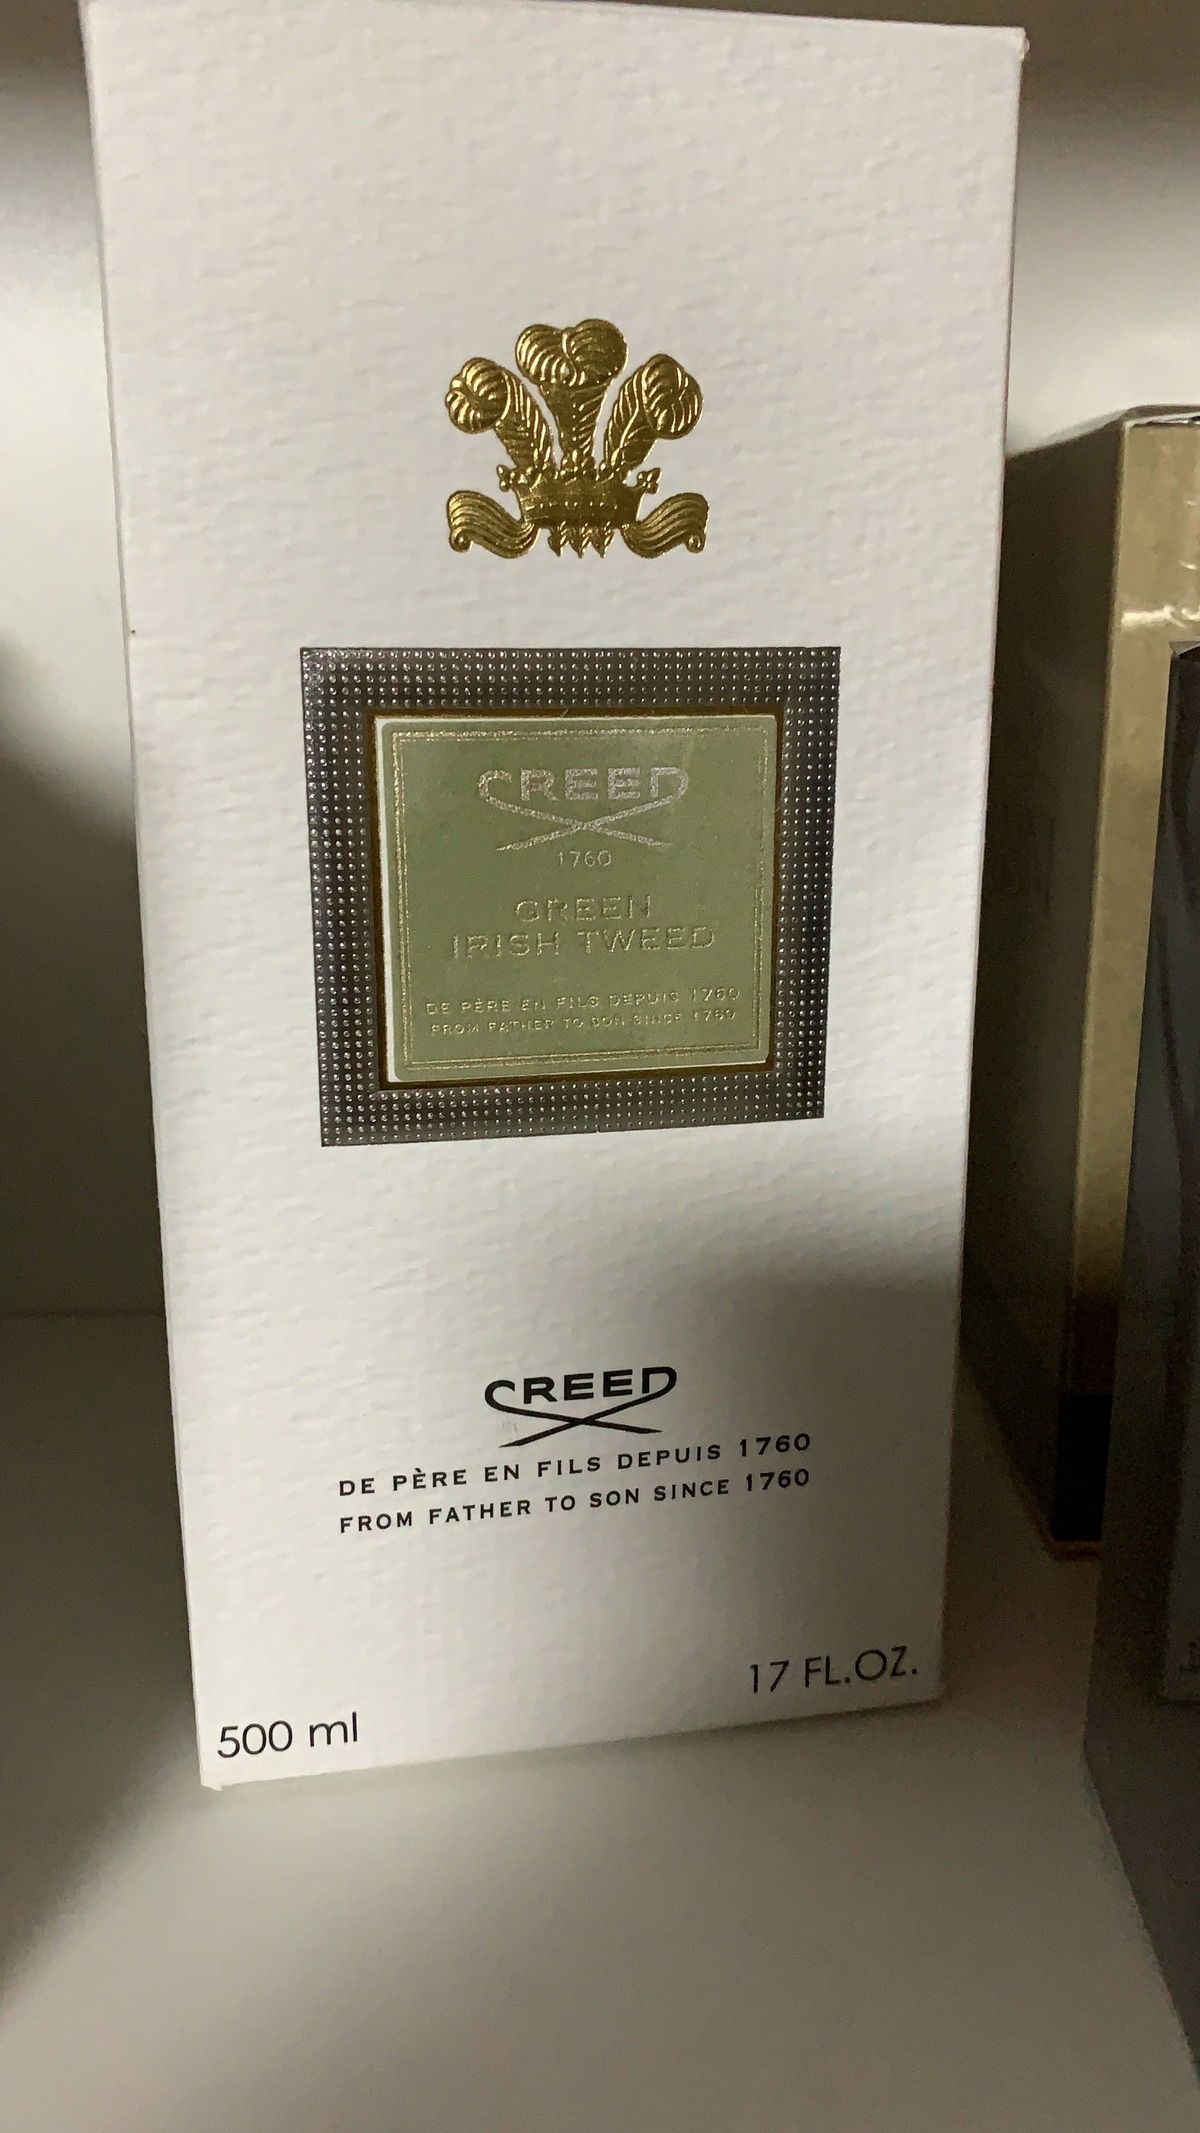 CREED
1760
GREEN
IRISH TWEED
DE PÈRE EN FILS DEPUIS 1760
FROM FATHER TO SON SINCE 1760
CREED
DE PÈRE EN FILS DEPUIS 1760
FROM FATHER TO SON SINCE 1760
17 FL.OZ.
500 ml